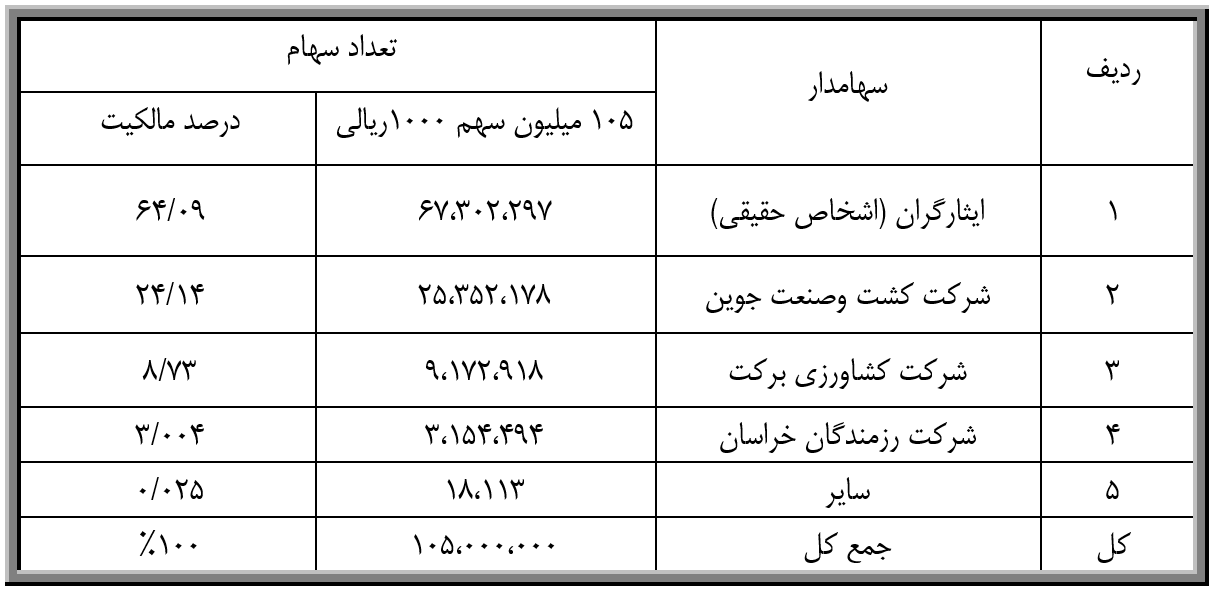 ردیف سهامدار تعداد سهام
۱۰۵ میلیون سهم ۱۰۰۰ریالی درصد مالکیت
۱ ایثارگران (اشخاص حقیقی) ۶۷،۳۰۲،۲۹۷ ۶۴/۰۹
۲ شرکت کشت وصنعت جوین ۲۵،۳۵۲،۱۷۸ ۲۴/۱۴
۳ شرکت کشاورزی برکت ۹،۱۷۲،۹۱۸ ۸/۷۳
۴ شرکت رزمندگان خراسان ۳،۱۵۴،۴۹۴ ۳/۰۰۴
۵ سایر ۱۸،۱۱۳ ۰/۰۲۵
کل جمع کل ۱۰۵،۰۰۰،۰۰۰ ۱۰۰٪